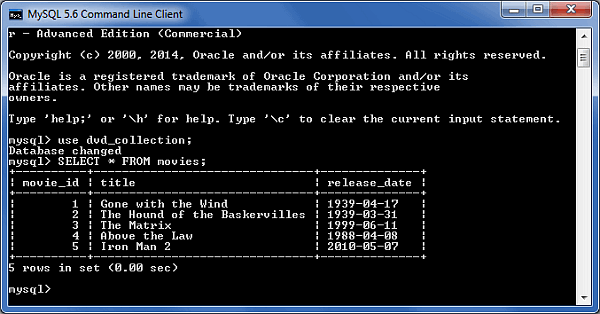 MySQL 5.6 Command Line Client
r - Advanced Edition (Commercial)
Copyright (c) 2000, 2014, Oracle and/or its affiliates. All rights reserved.
Oracle is a registered trademark of Oracle Corporation and/or its
affiliates. Other names may be trademarks of their respective
owners.
Type 'help;' or '\h' for help. Type '\c' to clear the current input statement.
mysql> use dvd_collection;
Database changed
mysql> SELECT * FROM movies;
+----------+------------------------------+--------------+
| movie_id | title                        | release_date |
+----------+------------------------------+--------------+
|        1 | Gone with the Wind           | 1939-04-17   |
|        2 | The Hound of the Baskervilles | 1939-03-31   |
|        3 | The Matrix                   | 1999-06-11   |
|        4 | Above the Law                | 1988-04-08   |
|        5 | Iron Man 2                   | 2010-05-07   |
+----------+------------------------------+--------------+
5 rows in set (0.00 sec)
mysql>